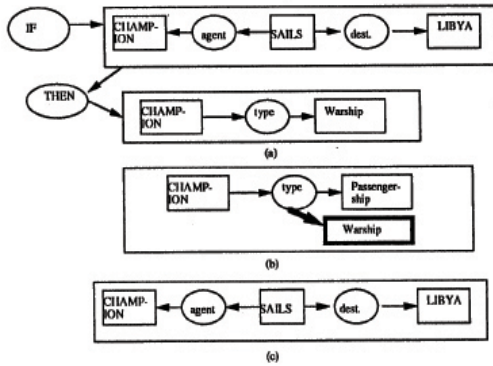 IF
CHAMP-
ION
agent
SAILS
dest.
LIBYA
THEN
CHAMP-
ION
type
Warship
(a)
CHAMP-
ION
type
Passenger-
ship
Warship
(b)
CHAMP-
ION
agent
SAILS
dest.
LIBYA
(c)